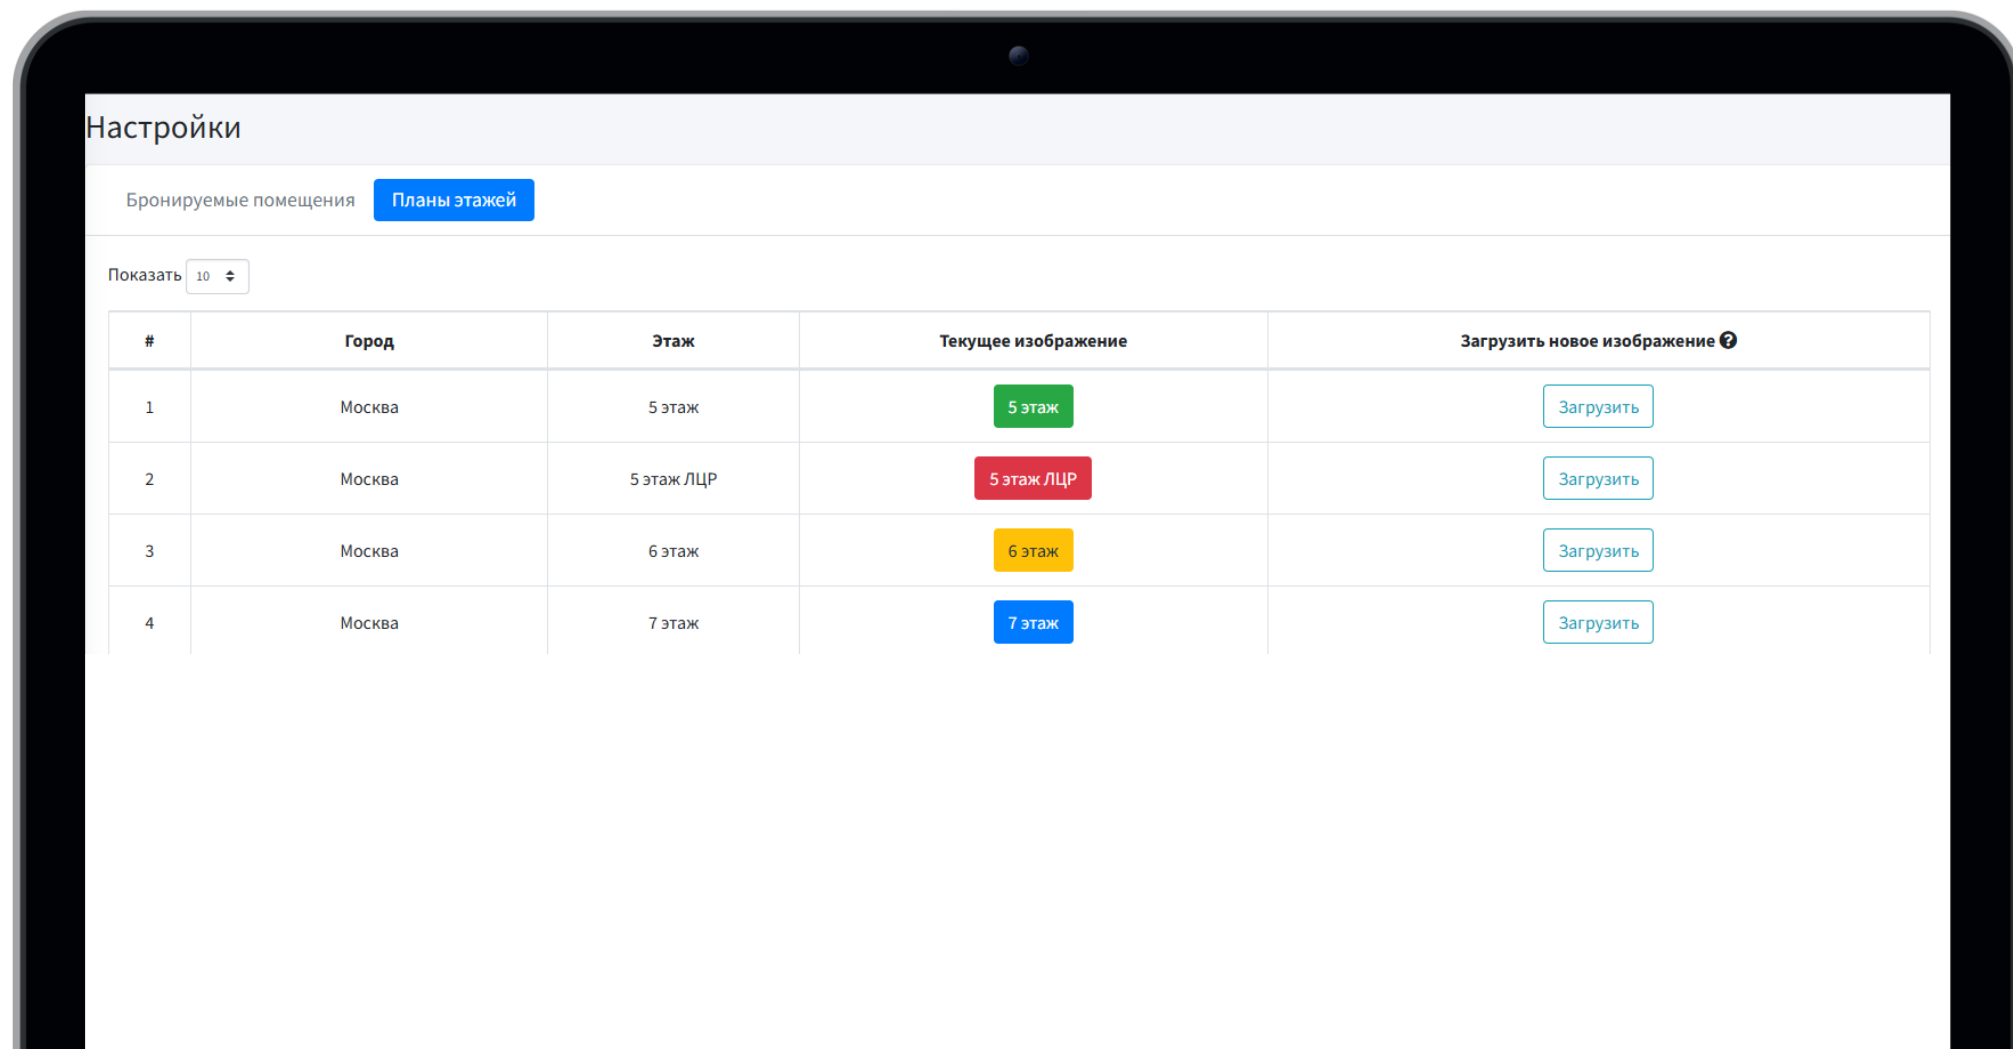 Настройки
Бронируемые помещения Планы этажей
Показать 10
# Город Этаж Текущее изображение Загрузить новое изображение ?
1 Москва 5 этаж 5 этаж Загрузить
2 Москва 5 этаж ЛЦР 5 этаж ЛЦР Загрузить
3 Москва 6 этаж 6 этаж Загрузить
4 Москва 7 этаж 7 этаж Загрузить